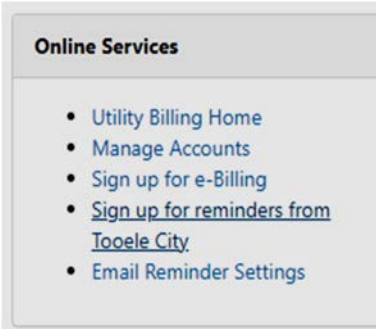 Online Services
Utility Billing Home
Manage Accounts
Sign up for e-Billing
Sign up for reminders from
Tooele City
Email Reminder Settings